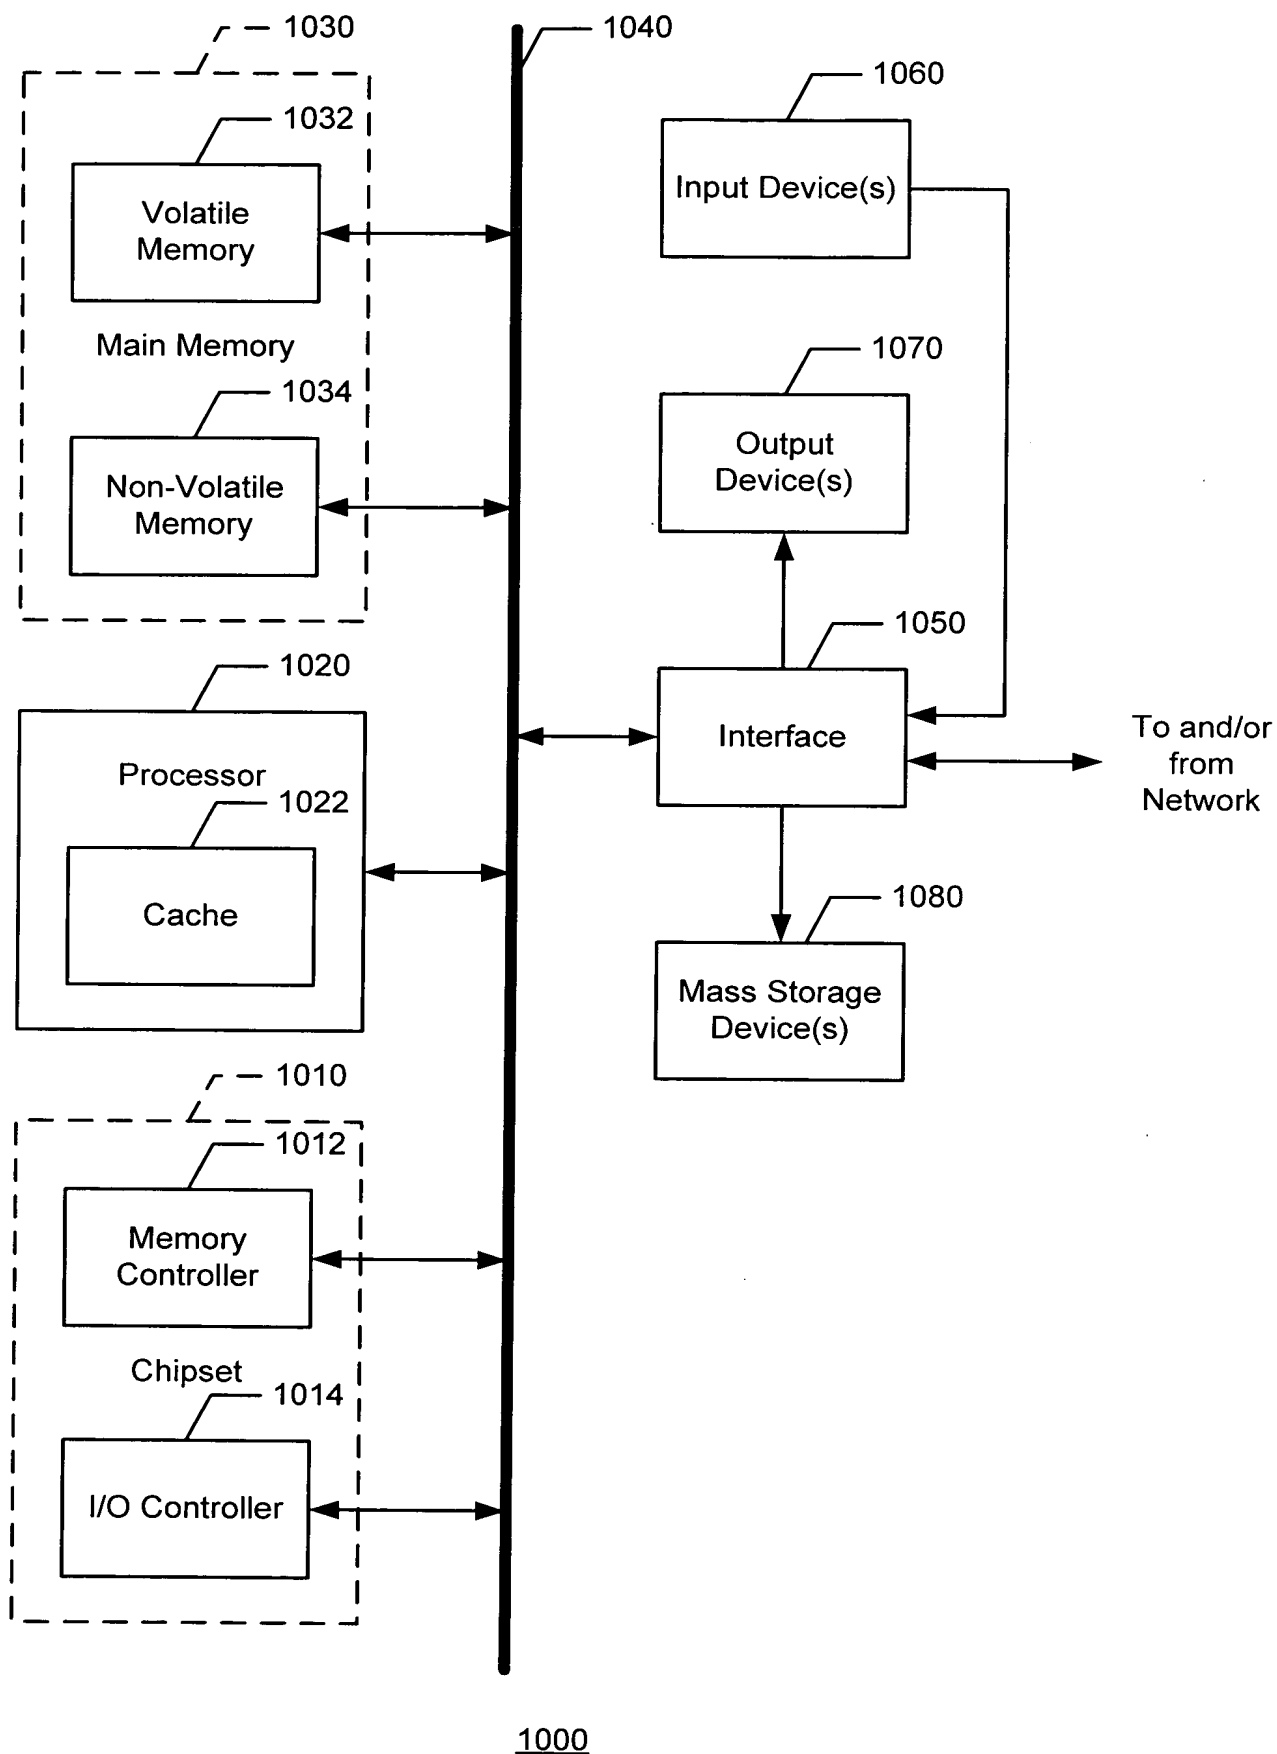 1030
1032
Volatile
Memory
Main Memory
1034
Non-Volatile
Memory
1020
Processor
1022
Cache
1010
1012
Memory
Controller
Chipset
1014
I/O Controller
1040
1060
Input Device(s)
1070
Output
Device(s)
1050
Interface
To and/or
from
Network
1080
Mass Storage
Device(s)
1000